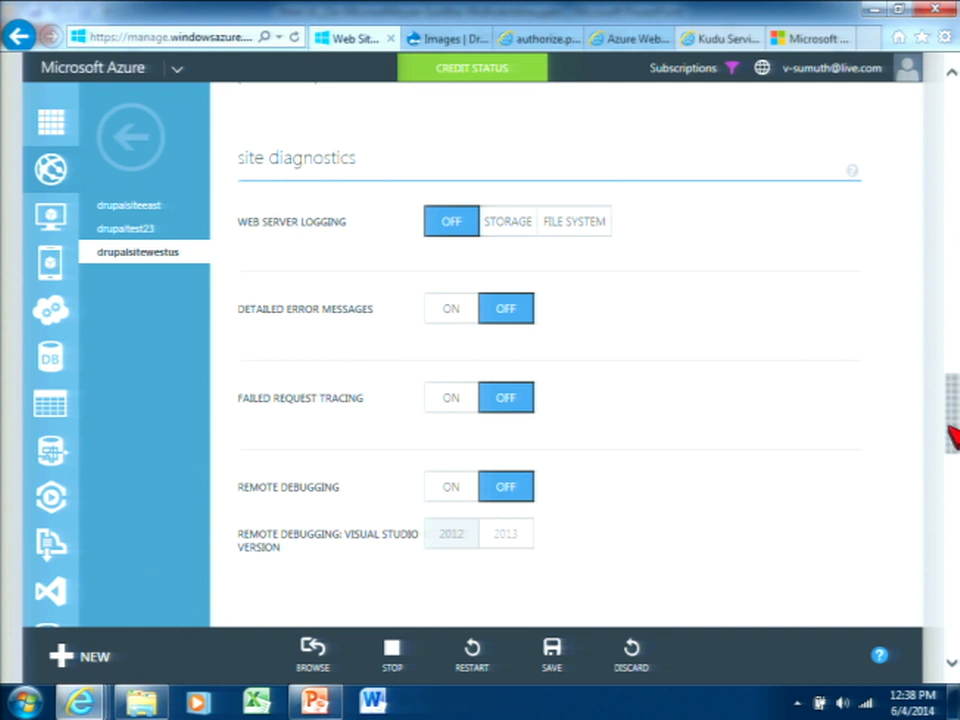 https://manage.windowsazure....
Web Sit...
Images | Dr...
authorize.p...
Azure Web...
Kudu Servi...
Microsoft ...
Microsoft Azure
CREDIT STATUS
Subscriptions
v-sumuth@live.com
drupalsiteeast
drupaltest23
drupalsitewestus
site diagnostics
?
WEB SERVER LOGGING
OFF STORAGE FILE SYSTEM
DETAILED ERROR MESSAGES
ON OFF
FAILED REQUEST TRACING
ON OFF
REMOTE DEBUGGING
ON OFF
REMOTE DEBUGGING: VISUAL STUDIO
VERSION
2012 2013
DB
NEW
BROWSE
STOP
RESTART
SAVE
DISCARD
?
12:38 PM
6/4/2014